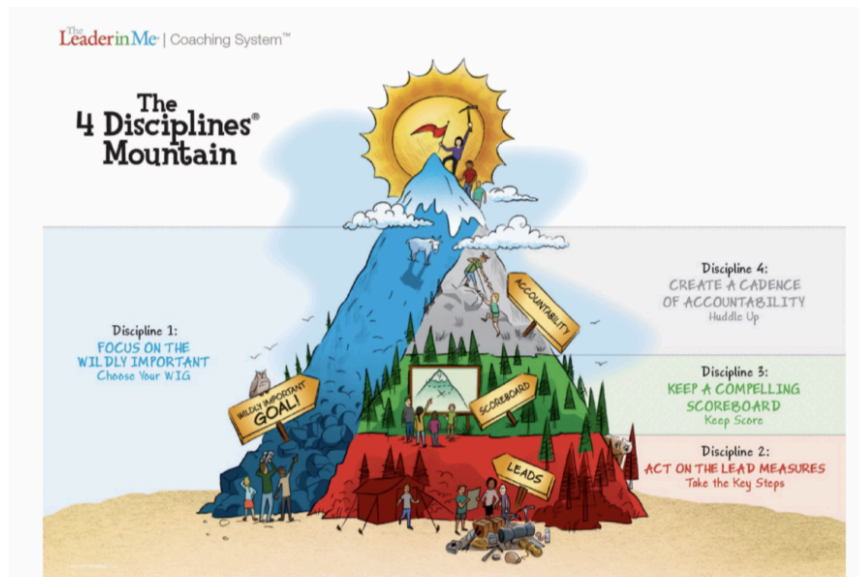 The
Leader in Me | Coaching System™
The
4 Disciplines®
Mountain
Discipline 1:
FOCUS ON THE
WILDLY IMPORTANT
Choose Your WIG
WILDLY IMPORTANT
GOAL!
ACCOUNTABILITY
SCOREBOARD
LEADS
Discipline 4:
CREATE A CADENCE
OF ACCOUNTABILITY
Huddle Up
Discipline 3:
KEEP A COMPELLING
SCOREBOARD
Keep Score
Discipline 2:
ACT ON THE LEAD MEASURES
Take the Key Steps